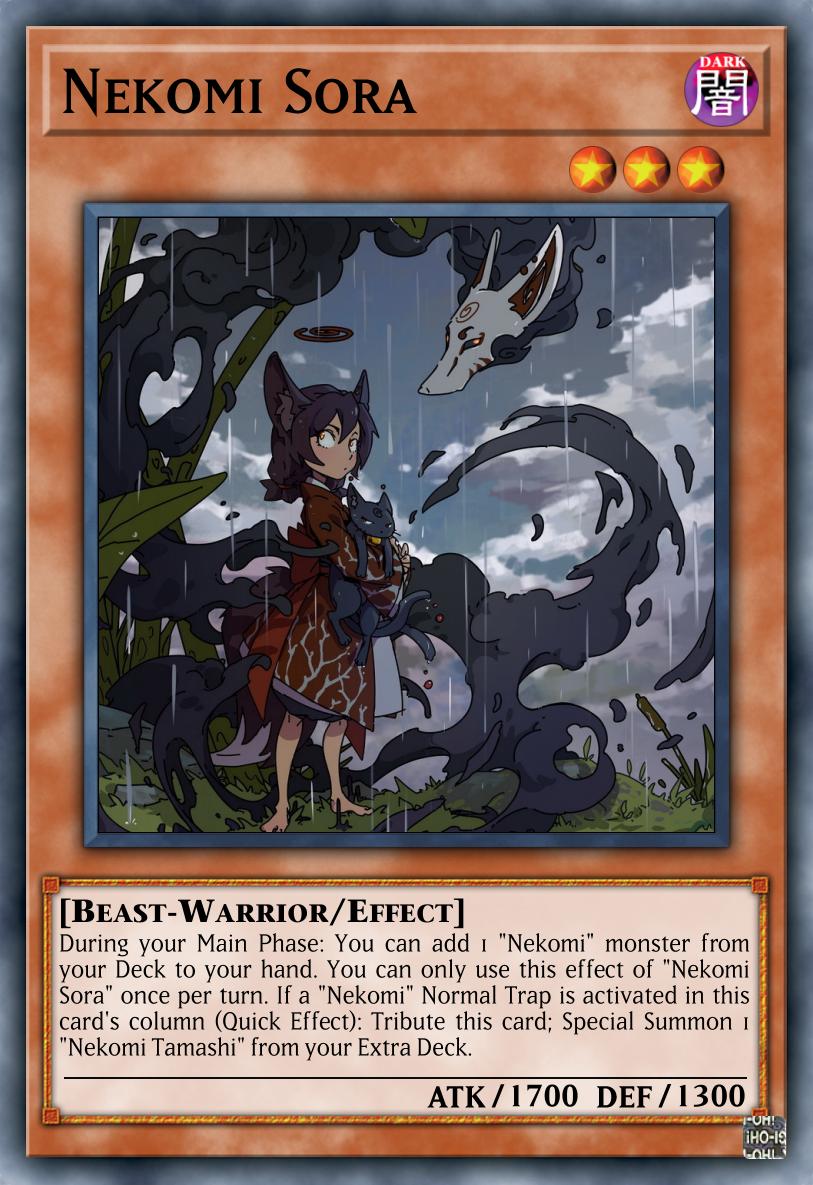 Nekomi Sora
DARK
闇
[Beast-Warrior/Effect]
During your Main Phase: You can add 1 "Nekomi" monster from
your Deck to your hand. You can only use this effect of "Nekomi
Sora" once per turn. If a "Nekomi" Normal Trap is activated in this
card's column (Quick Effect): Tribute this card; Special Summon 1
"Nekomi Tamashi" from your Extra Deck.
ATK/1700 DEF/1300